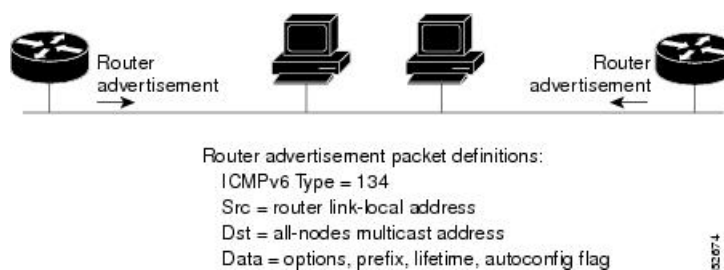 Router
advertisement
Router
advertisement
Router advertisement packet definitions:
ICMPv6 Type = 134
Src = router link-local address
Dst = all-nodes multicast address
Data = options, prefix, lifetime, autoconfig flag
52674